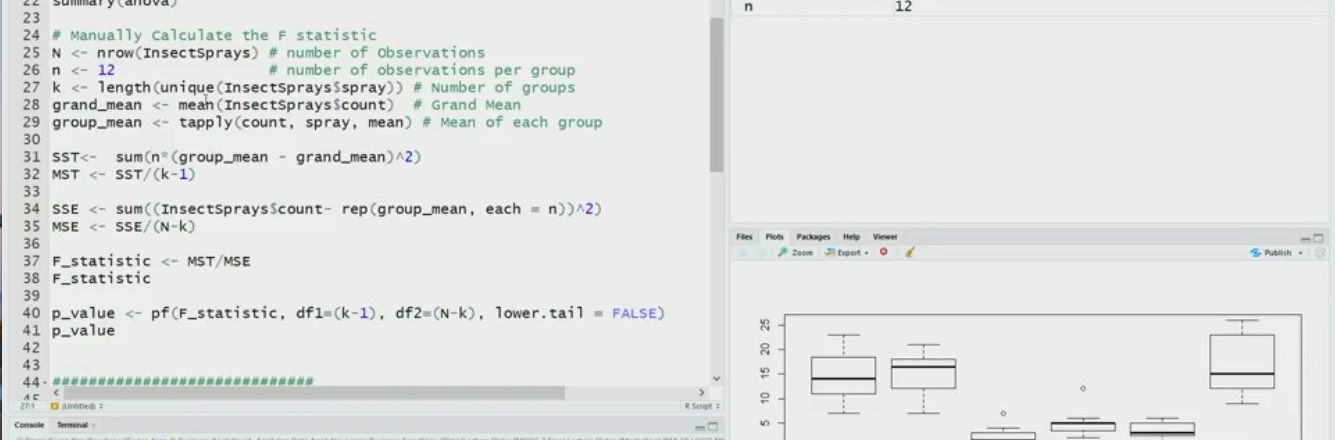 22 summary(anova)
23
24 # Manually Calculate the F statistic
25 N <- nrow(InsectSprays) # number of Observations
26 n <- 12 # number of observations per group
27 k <- length(unique(InsectSprays$spray)) # Number of groups
28 grand_mean <- mean(InsectSprays$count) # Grand Mean
29 group_mean <- tapply(count, spray, mean) # Mean of each group
30
31 SST<- sum(n*(group_mean - grand_mean)^2)
32 MST <- SST/(k-1)
33
34 SSE <- sum((InsectSprays$count- rep(group_mean, each = n))^2)
35 MSE <- SSE/(N-k)
36
37 F_statistic <- MST/MSE
38 F_statistic
39
40 p_value <- pf(F_statistic, df1=(k-1), df2=(N-k), lower.tail = FALSE)
41 p_value
42
43
44 #############################
45
27:1 (Untitled) R Script
Console Terminal
n 12
Files Plots Packages Help Viewer
Zoom Export Publish
25
20
15
10
5